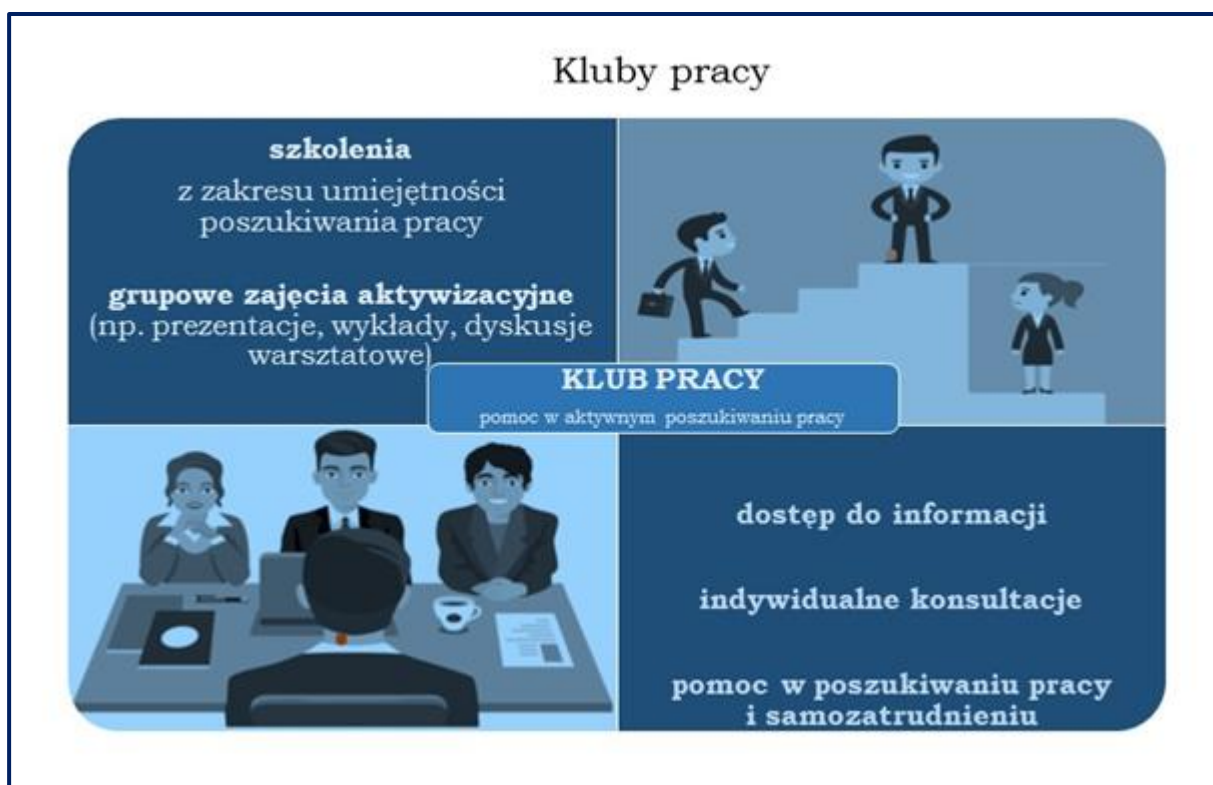 Kluby pracy
szkolenia
z zakresu umiejętności
poszukiwania pracy
grupowe zajęcia aktywizacyjne
(np. prezentacje, wykłady, dyskusje
warsztatowe)
KLUB PRACY
pomoc w aktywnym poszukiwaniu pracy
dostęp do informacji
indywidualne konsultacje
pomoc w poszukiwaniu pracy
i samozatrudnieniu